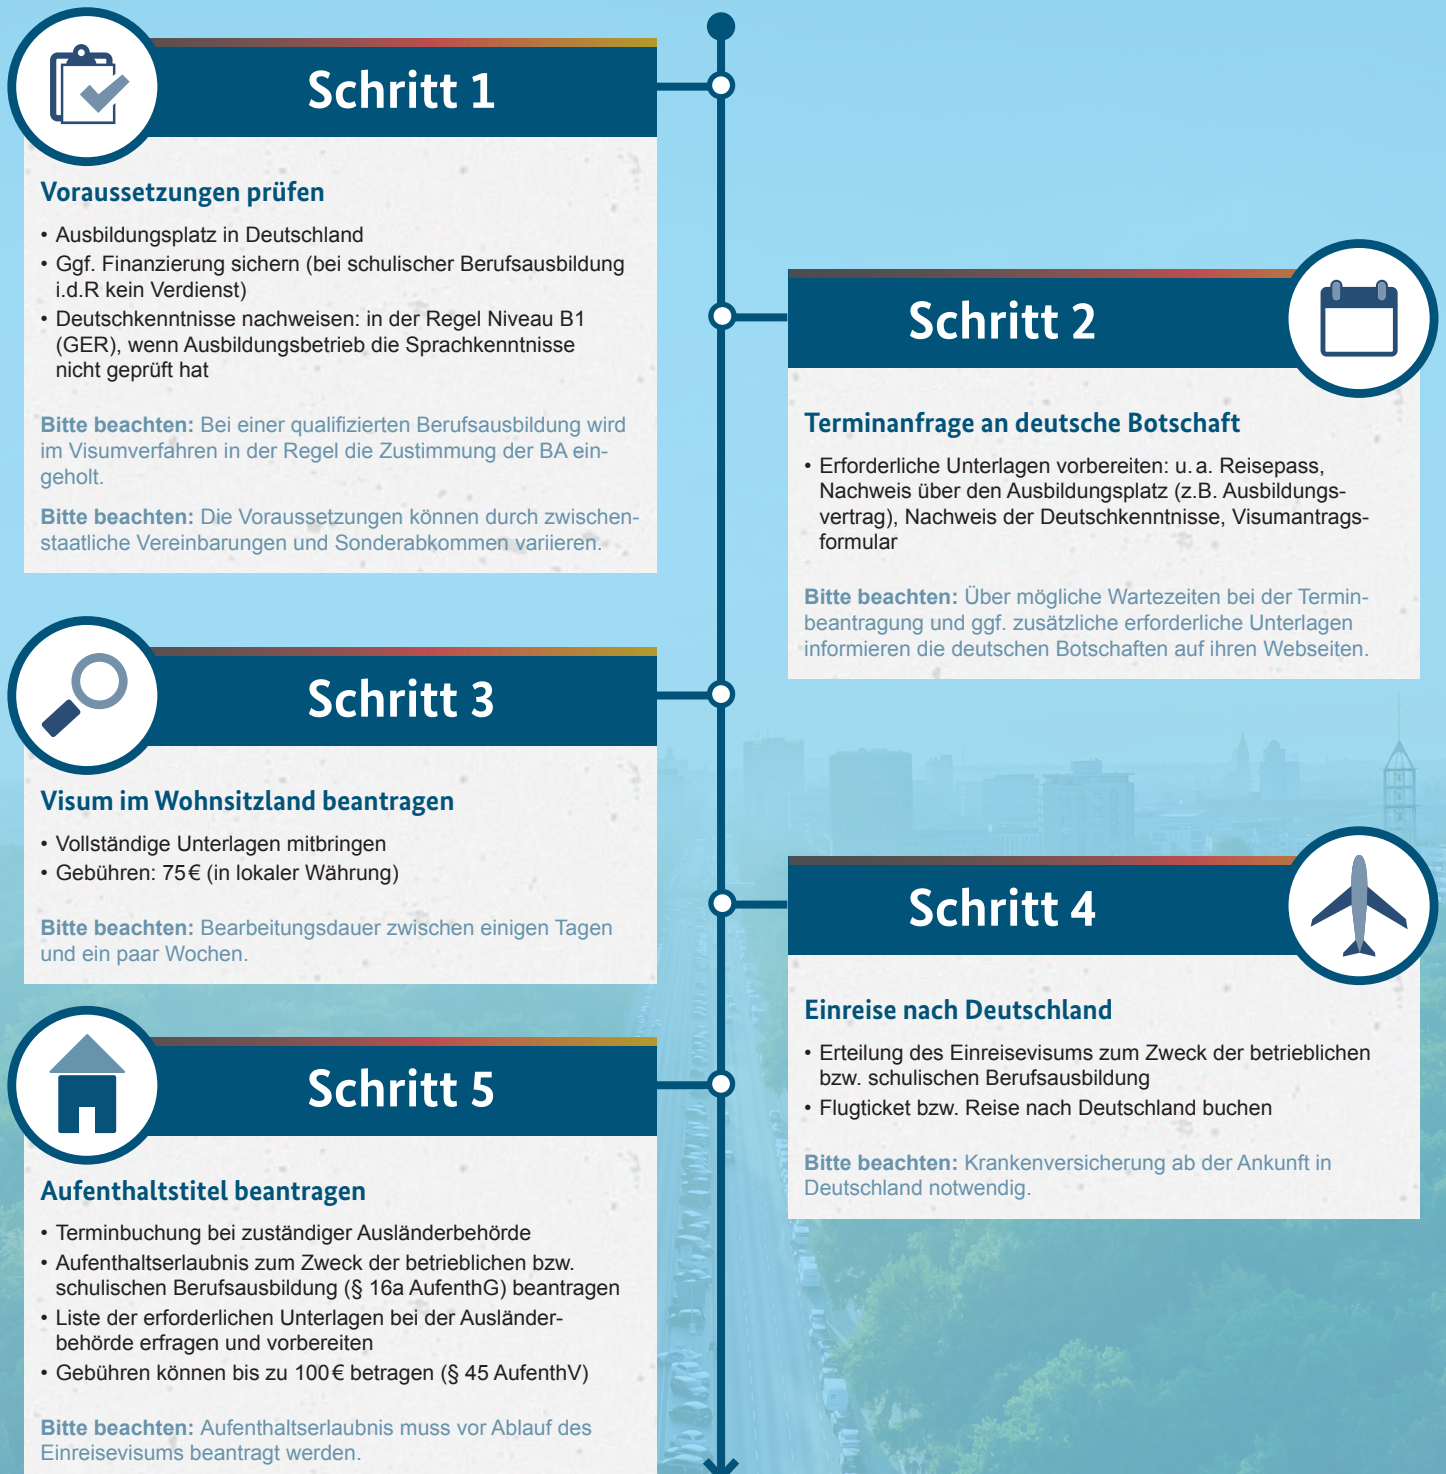 Schritt 1
Voraussetzungen prüfen
• Ausbildungsplatz in Deutschland
• Ggf. Finanzierung sichern (bei schulischer Berufsausbildung
i.d.R kein Verdienst)
• Deutschkenntnisse nachweisen: in der Regel Niveau B1
(GER), wenn Ausbildungsbetrieb die Sprachkenntnisse
nicht geprüft hat
Bitte beachten: Bei einer qualifizierten Berufsausbildung wird
im Visumverfahren in der Regel die Zustimmung der BA ein-
geholt.
Bitte beachten: Die Voraussetzungen können durch zwischen-
staatliche Vereinbarungen und Sonderabkommen variieren.
Schritt 2
Terminanfrage an deutsche Botschaft
• Erforderliche Unterlagen vorbereiten: u. a. Reisepass,
Nachweis über den Ausbildungsplatz (z.B. Ausbildungs-
vertrag), Nachweis der Deutschkenntnisse, Visumantrags-
formular
Bitte beachten: Über mögliche Wartezeiten bei der Termin-
beantragung und ggf. zusätzliche erforderliche Unterlagen
informieren die deutschen Botschaften auf ihren Webseiten.
Schritt 3
Visum im Wohnsitzland beantragen
• Vollständige Unterlagen mitbringen
• Gebühren: 75 € (in lokaler Währung)
Bitte beachten: Bearbeitungsdauer zwischen einigen Tagen
und ein paar Wochen.
Schritt 4
Einreise nach Deutschland
• Erteilung des Einreisevisums zum Zweck der betrieblichen
bzw. schulischen Berufsausbildung
• Flugticket bzw. Reise nach Deutschland buchen
Bitte beachten: Krankenversicherung ab der Ankunft in
Deutschland notwendig.
Schritt 5
Aufenthaltstitel beantragen
• Terminbuchung bei zuständiger Ausländerbehörde
• Aufenthaltserlaubnis zum Zweck der betrieblichen bzw.
schulischen Berufsausbildung (§ 16a AufenthG) beantragen
• Liste der erforderlichen Unterlagen bei der Ausländer-
behörde erfragen und vorbereiten
• Gebühren können bis zu 100 € betragen (§ 45 AufenthV)
Bitte beachten: Aufenthaltserlaubnis muss vor Ablauf des
Einreisevisums beantragt werden.